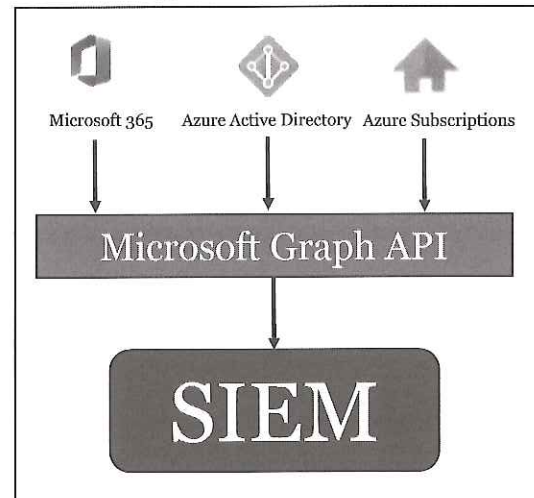 Microsoft 365 Azure Active Directory Azure Subscriptions
Microsoft Graph API
SIEM